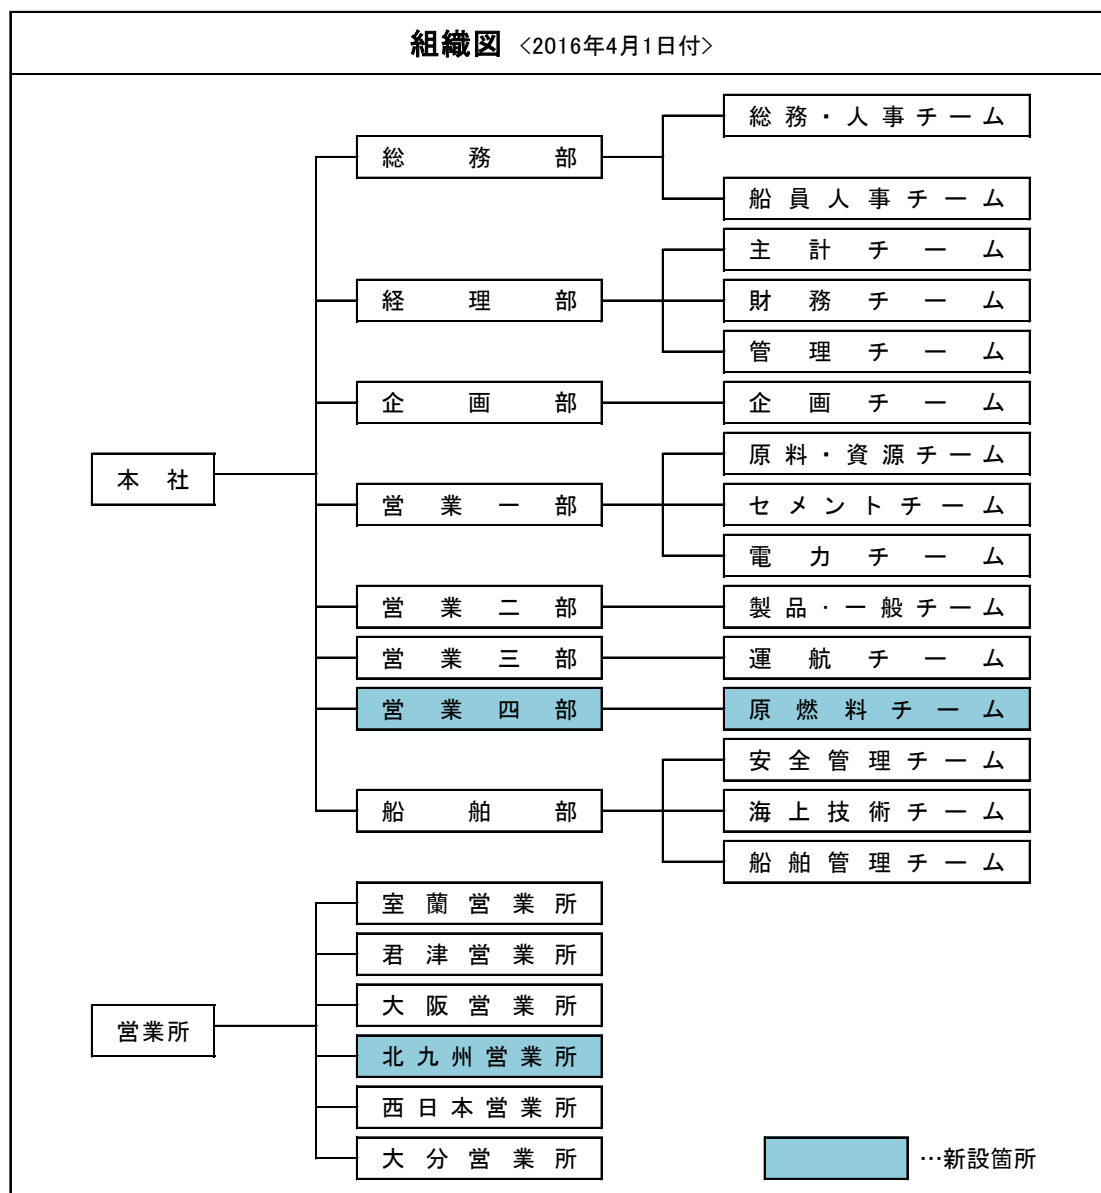 組織図 <2016年4月1日付>
総務・人事チーム
総務部
船員人事チーム
主計チーム
経理部
財務チーム
管理チーム
企画部
企画チーム
本社
原料・資源チーム
営業一部
セメントチーム
電力チーム
営業二部
製品・一般チーム
営業三部
運航チーム
営業四部
原燃料チーム
安全管理チーム
船舶部
海上技術チーム
船舶管理チーム
営業所
室蘭営業所
君津営業所
大阪営業所
北九州営業所
西日本営業所
大分営業所
…新設箇所